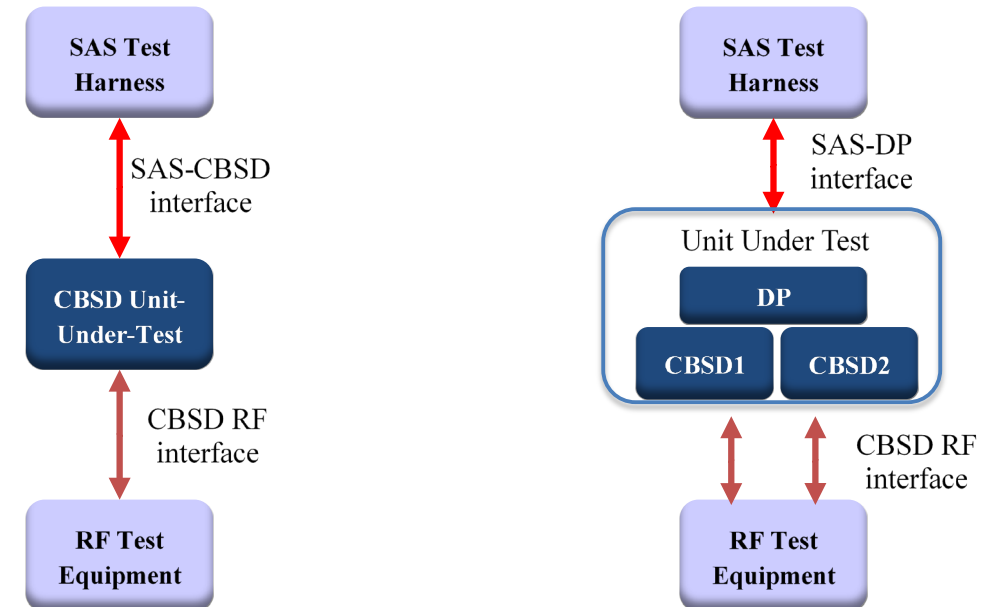 SAS Test
Harness
SAS-CBSD
interface
CBSD Unit-
Under-Test
CBSD RF
interface
RF Test
Equipment
SAS Test
Harness
SAS-DP
interface
Unit Under Test
DP
CBSD1
CBSD2
CBSD RF
interface
RF Test
Equipment